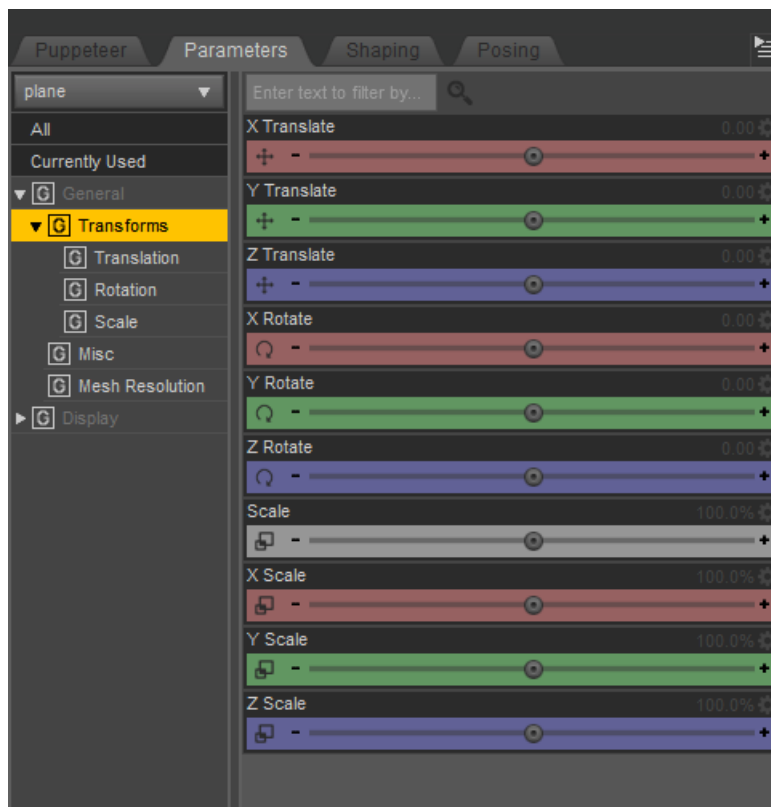 Puppeteer Parameters Shaping Posing
plane
Enter text to filter by...
All
Currently Used
G General
G Transforms
G Translation
G Rotation
G Scale
G Misc
G Mesh Resolution
G Display
X Translate 0.00
- +
Y Translate 0.00
- +
Z Translate 0.00
- +
X Rotate 0.00
- +
Y Rotate 0.00
- +
Z Rotate 0.00
- +
Scale 100.0%
- +
X Scale 100.0%
- +
Y Scale 100.0%
- +
Z Scale 100.0%
- +